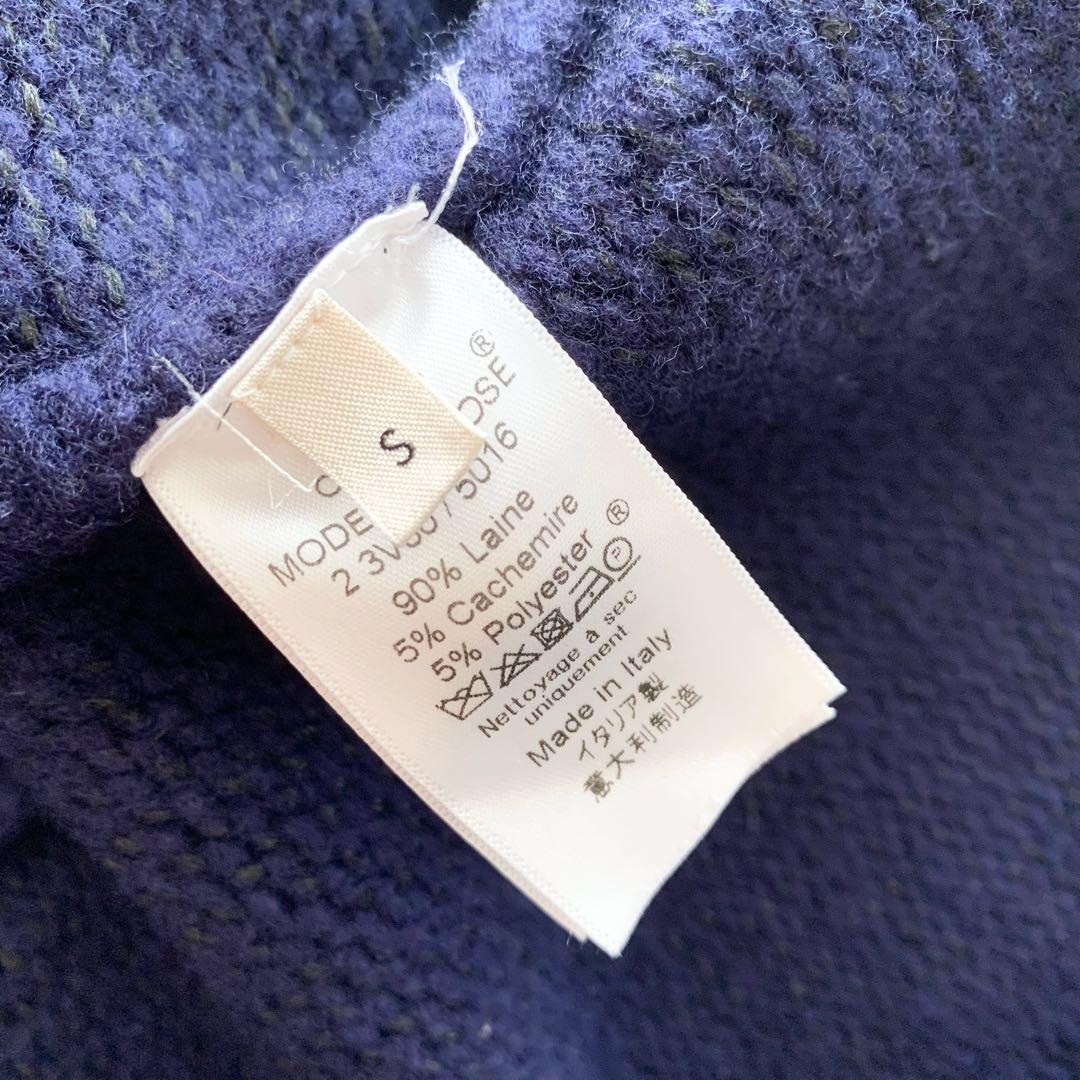 S
®
MODE
2 3V 5016
90% Laine
5% Cachemire
5% Polyester ®
P
Nettoyage à sec
uniquement
Made in Italy
イタリア製
意大利制造